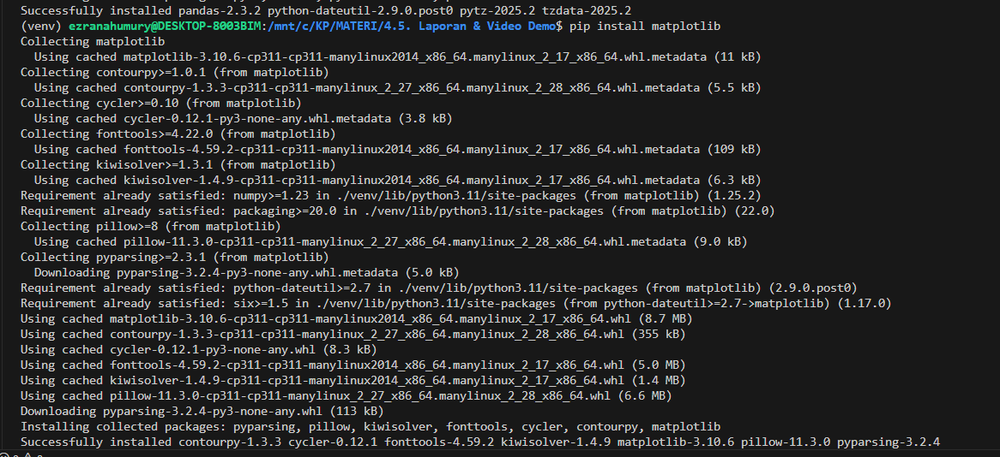 Successfully installed pandas-2.3.2 python-dateutil-2.9.0.post0 pytz-2025.2 tzdata-2025.2
(venv) ezranahumury@DESKTOP-8003BIM:/mnt/c/KP/MATERI/4.5. Laporan & Video Demo$ pip install matplotlib
Collecting matplotlib
  Using cached matplotlib-3.10.6-cp311-cp311-manylinux2014_x86_64.manylinux_2_17_x86_64.whl.metadata (11 kB)
Collecting contourpy>=1.0.1 (from matplotlib)
  Using cached contourpy-1.3.3-cp311-cp311-manylinux_2_27_x86_64.manylinux_2_28_x86_64.whl.metadata (5.5 kB)
Collecting cycler>=0.10 (from matplotlib)
  Using cached cycler-0.12.1-py3-none-any.whl.metadata (3.8 kB)
Collecting fonttools>=4.22.0 (from matplotlib)
  Using cached fonttools-4.59.2-cp311-cp311-manylinux2014_x86_64.manylinux_2_17_x86_64.whl.metadata (109 kB)
Collecting kiwisolver>=1.3.1 (from matplotlib)
  Using cached kiwisolver-1.4.9-cp311-cp311-manylinux2014_x86_64.manylinux_2_17_x86_64.whl.metadata (6.3 kB)
Requirement already satisfied: numpy>=1.23 in ./venv/lib/python3.11/site-packages (from matplotlib) (1.25.2)
Requirement already satisfied: packaging>=20.0 in ./venv/lib/python3.11/site-packages (from matplotlib) (22.0)
Collecting pillow>=8 (from matplotlib)
  Using cached pillow-11.3.0-cp311-cp311-manylinux_2_27_x86_64.manylinux_2_28_x86_64.whl.metadata (9.0 kB)
Collecting pyparsing>=2.3.1 (from matplotlib)
  Downloading pyparsing-3.2.4-py3-none-any.whl.metadata (5.0 kB)
Requirement already satisfied: python-dateutil>=2.7 in ./venv/lib/python3.11/site-packages (from matplotlib) (2.9.0.post0)
Requirement already satisfied: six>=1.5 in ./venv/lib/python3.11/site-packages (from python-dateutil>=2.7->matplotlib) (1.17.0)
Using cached matplotlib-3.10.6-cp311-cp311-manylinux2014_x86_64.manylinux_2_17_x86_64.whl (8.7 MB)
Using cached contourpy-1.3.3-cp311-cp311-manylinux_2_27_x86_64.manylinux_2_28_x86_64.whl (355 kB)
Using cached cycler-0.12.1-py3-none-any.whl (8.3 kB)
Using cached fonttools-4.59.2-cp311-cp311-manylinux2014_x86_64.manylinux_2_17_x86_64.whl (5.0 MB)
Using cached kiwisolver-1.4.9-cp311-cp311-manylinux2014_x86_64.manylinux_2_17_x86_64.whl (1.4 MB)
Using cached pillow-11.3.0-cp311-cp311-manylinux_2_27_x86_64.manylinux_2_28_x86_64.whl (6.6 MB)
Downloading pyparsing-3.2.4-py3-none-any.whl (113 kB)
Installing collected packages: pyparsing, pillow, kiwisolver, fonttools, cycler, contourpy, matplotlib
Successfully installed contourpy-1.3.3 cycler-0.12.1 fonttools-4.59.2 kiwisolver-1.4.9 matplotlib-3.10.6 pillow-11.3.0 pyparsing-3.2.4